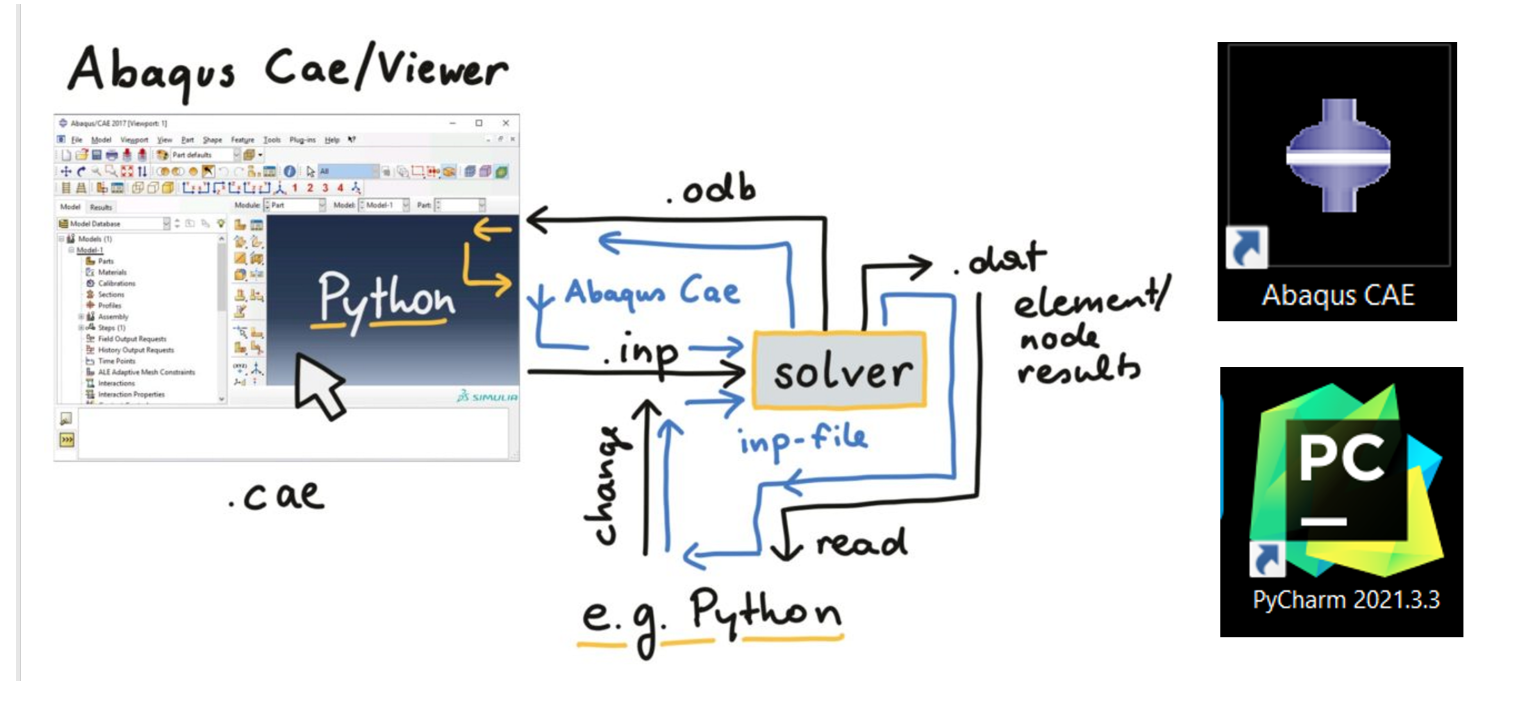 Abaqus Cae/Viewer
Abaqus/CAE 2017 [Viewport: 1]
File Model Viewport View Part Shape Feature Tools Plug-ins Help
Part defaults
All
1 2 3 4
Model Results
Module: Part Model: Model-1 Part:
Model Database
Models (1)
Model-1
Parts
Materials
Calibrations
Sections
Profiles
Assembly
Steps (1)
Field Output Requests
History Output Requests
Time Points
ALE Adaptive Mesh Constraints
Interactions
Interaction Properties
Python
SIMULIA
>>>
.cae
.odb
Abaqus Cae
.inp
solver
.dat
element/
node
results
inp-file
change
read
e.g. Python
Abaqus CAE
PC
PyCharm 2021.3.3